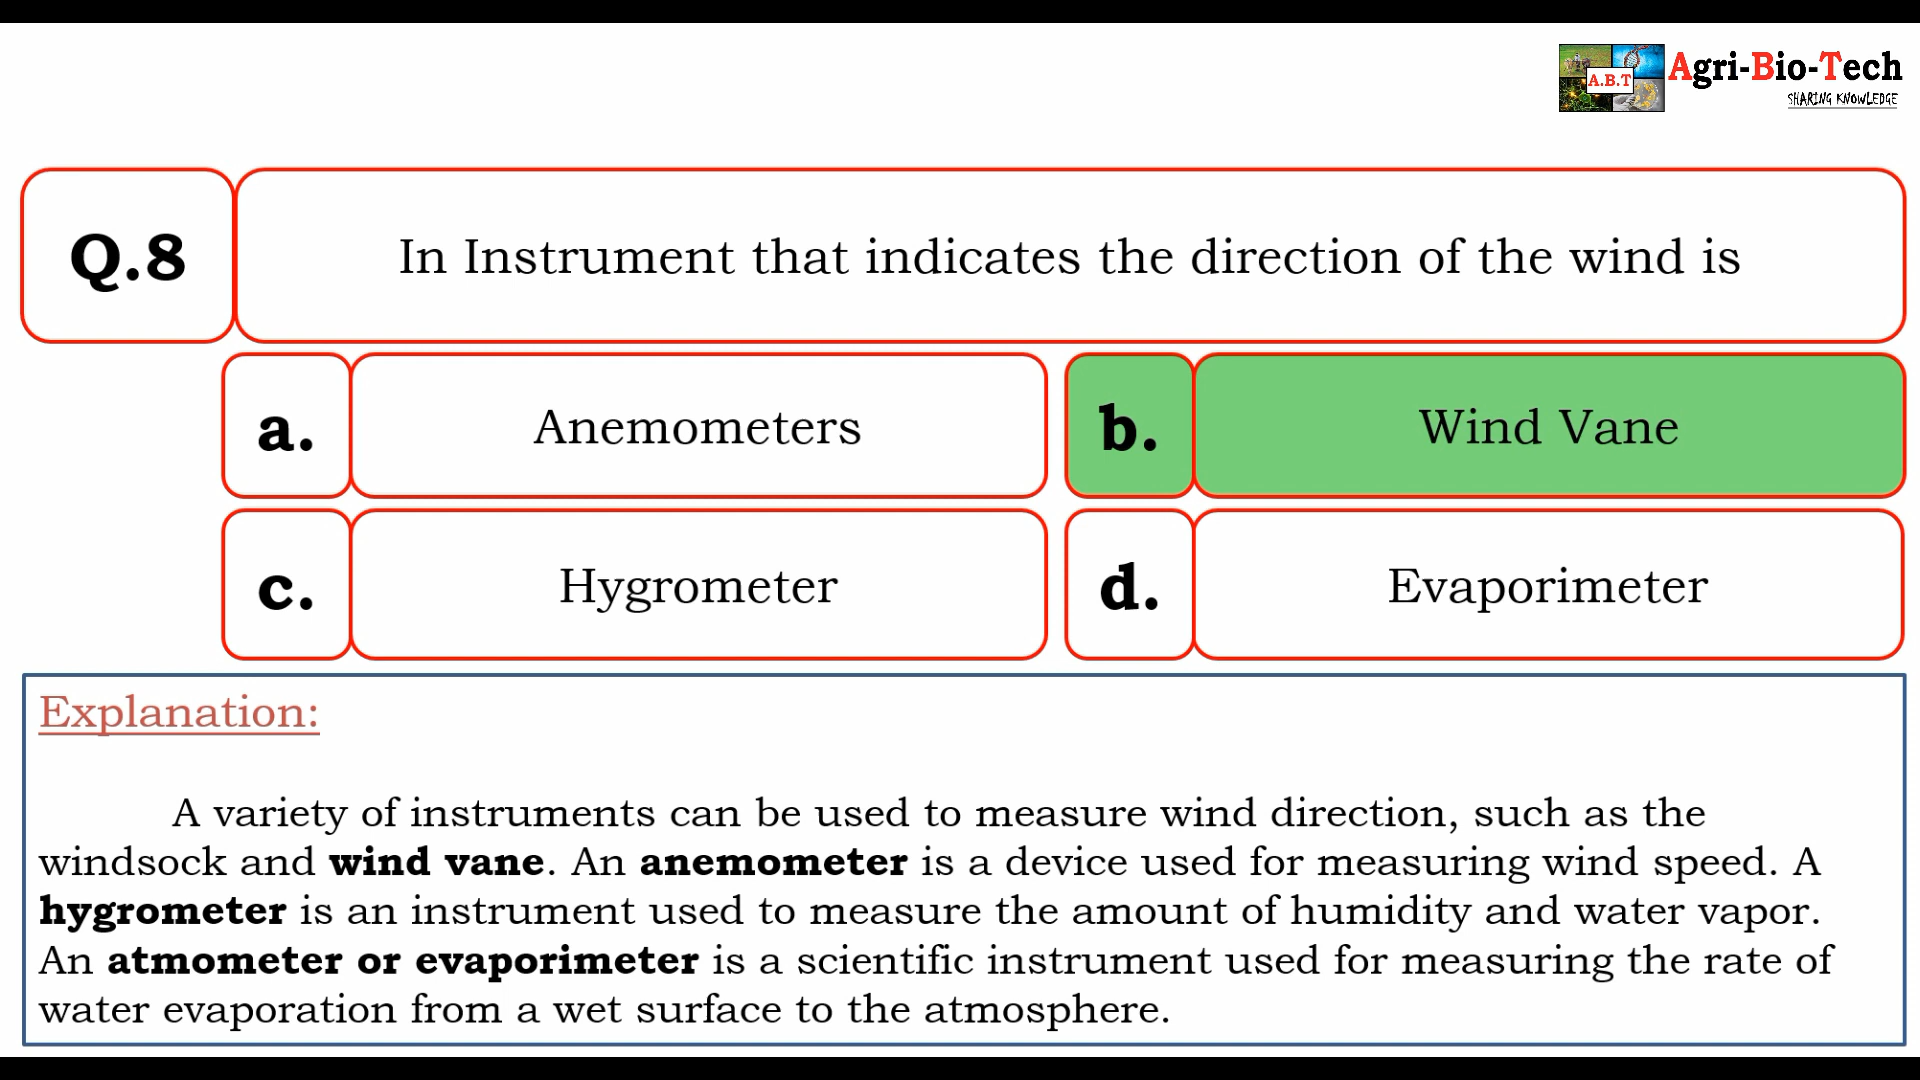 A.B.T
Agri-Bio-Tech
SHARING KNOWLEDGE
Q.8
In Instrument that indicates the direction of the wind is
a.
Anemometers
b.
Wind Vane
c.
Hygrometer
d.
Evaporimeter
Explanation:
A variety of instruments can be used to measure wind direction, such as the
windsock and wind vane. An anemometer is a device used for measuring wind speed. A
hygrometer is an instrument used to measure the amount of humidity and water vapor.
An atmometer or evaporimeter is a scientific instrument used for measuring the rate of
water evaporation from a wet surface to the atmosphere.